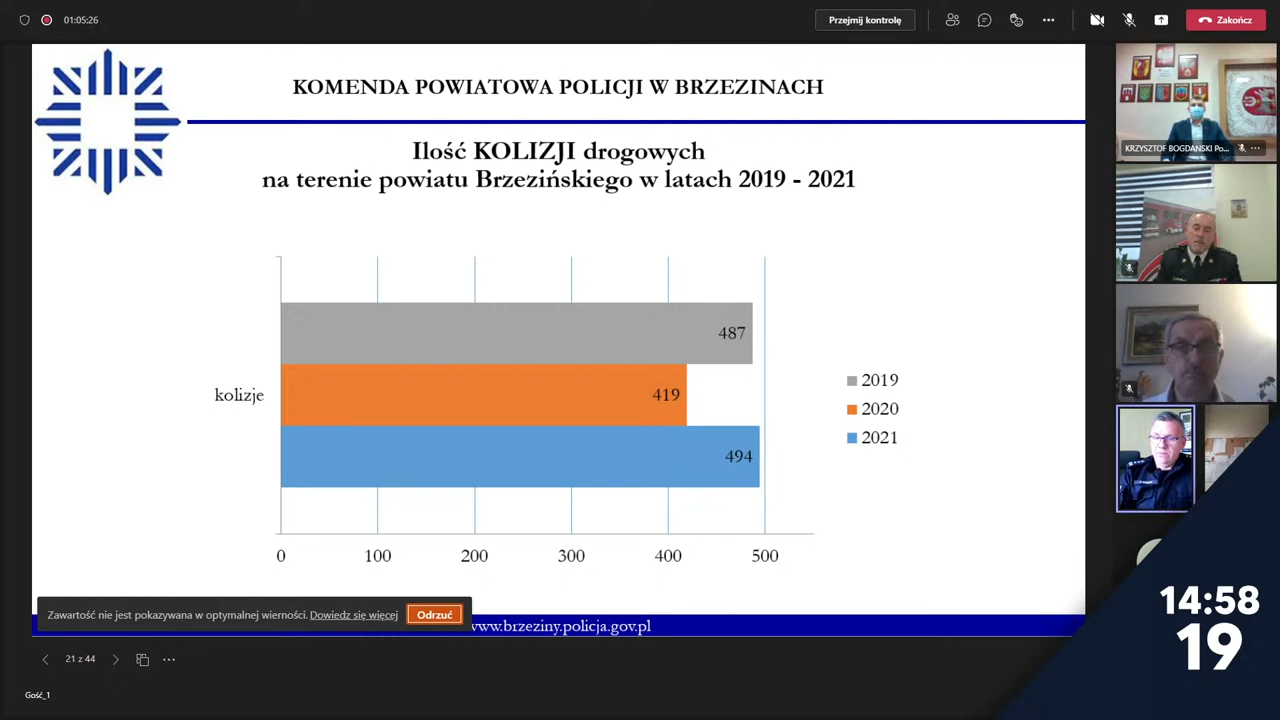 01:05:26
Przejmij kontrolę
Zakończ
KOMENDA POWIATOWA POLICJI W BRZEZINACH
Ilość KOLIZJI drogowych
na terenie powiatu Brzezińskiego w latach 2019 - 2021
487
kolizje
419
494
2019
2020
2021
0 100 200 300 400 500
KRZYSZTOF BOGDAŃSKI Po...
Zawartość nie jest pokazywana w optymalnej wierności. Dowiedz się więcej
Odrzuć
www.brzeziny.policja.gov.pl
21 z 44
Gość_1
14:58
19